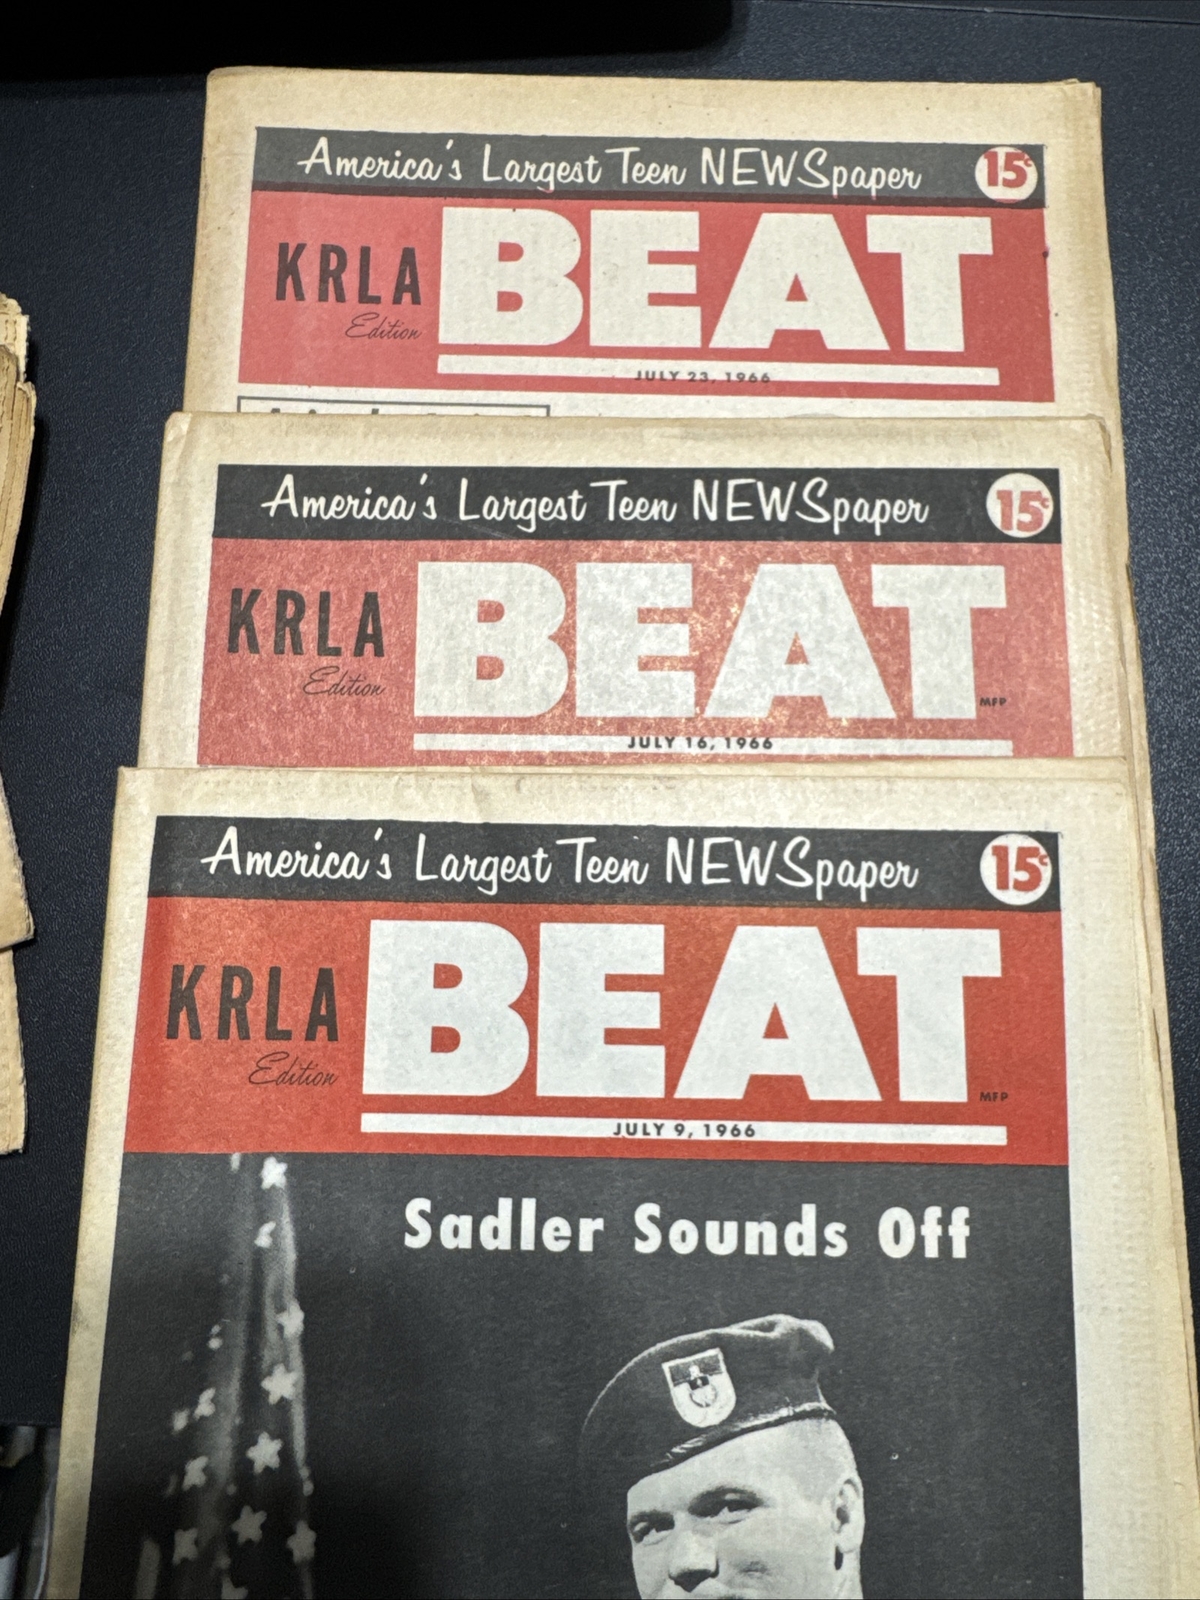 America's Largest Teen NEWSpaper 15¢
KRLA BEAT
Edition
JULY 23, 1966
America's Largest Teen NEWSpaper 15¢
KRLA BEAT
Edition MFP
JULY 16, 1966
America's Largest Teen NEWSpaper 15¢
KRLA BEAT
Edition MFP
JULY 9, 1966
Sadler Sounds Off